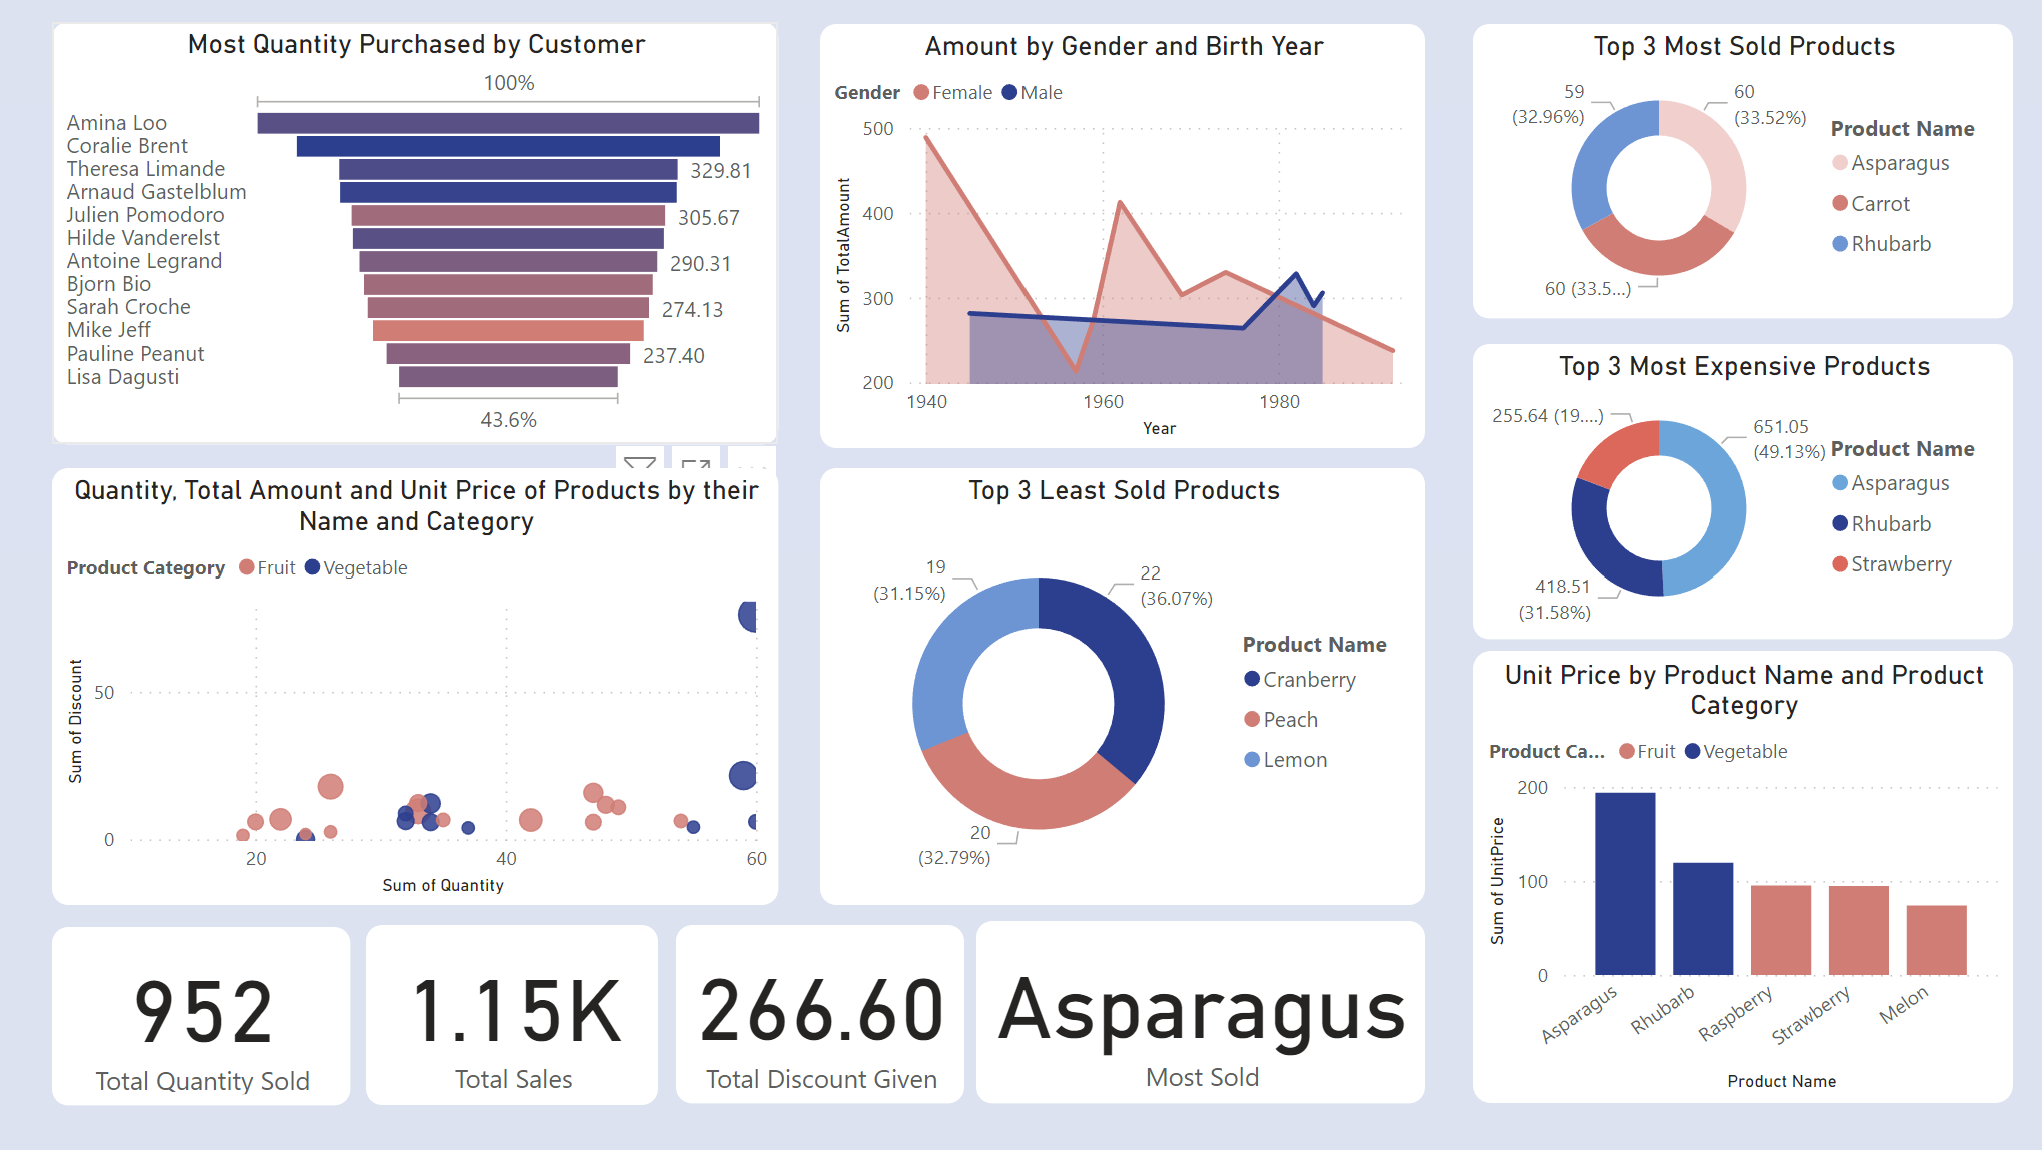 Most Quantity Purchased by Customer
100%
Amina Loo
Coralie Brent
Theresa Limande
329.81
Arnaud Gastelblum
Julien Pomodoro
305.67
Hilde Vanderelst
Antoine Legrand
290.31
Bjorn Bio
Sarah Croche
274.13
Mike Jeff
Pauline Peanut
237.40
Lisa Dagusti
43.6%
Amount by Gender and Birth Year
Gender
Female
Male
Sum of TotalAmount
500
400
300
200
1940
1960
1980
Year
Top 3 Most Sold Products
59
(32.96%)
60
(33.52%)
60 (33.5...)
Product Name
Asparagus
Carrot
Rhubarb
Top 3 Most Expensive Products
255.64 (19....)
651.05
(49.13%)
418.51
(31.58%)
Product Name
Asparagus
Rhubarb
Strawberry
Quantity, Total Amount and Unit Price of Products by their
Name and Category
Product Category
Fruit
Vegetable
Sum of Discount
50
0
20
40
60
Sum of Quantity
Top 3 Least Sold Products
19
(31.15%)
22
(36.07%)
20
(32.79%)
Product Name
Cranberry
Peach
Lemon
Unit Price by Product Name and Product
Category
Product Ca...
Fruit
Vegetable
Sum of UnitPrice
200
100
0
Asparagus
Rhubarb
Raspberry
Strawberry
Melon
Product Name
952
Total Quantity Sold
1.15K
Total Sales
266.60
Total Discount Given
Asparagus
Most Sold